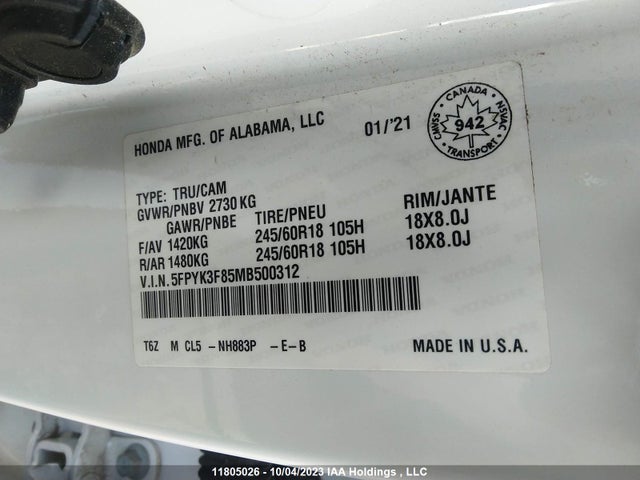 HONDA MFG. OF ALABAMA, LLC
01/'21
CANADA
CMVSS
NSVAC
942
TRANSPORT
TYPE: TRU/CAM
GVWR/PNBV 2730 KG
GAWR/PNBE TIRE/PNEU RIM/JANTE
F/AV 1420KG 245/60R18 105H 18X8.0J
R/AR 1480KG 245/60R18 105H 18X8.0J
V.I.N. 5FPYK3F85MB500312
T6Z M CL5 -NH883P -E-B
MADE IN U.S.A.
11805026 - 10/04/2023 IAA Holdings , LLC